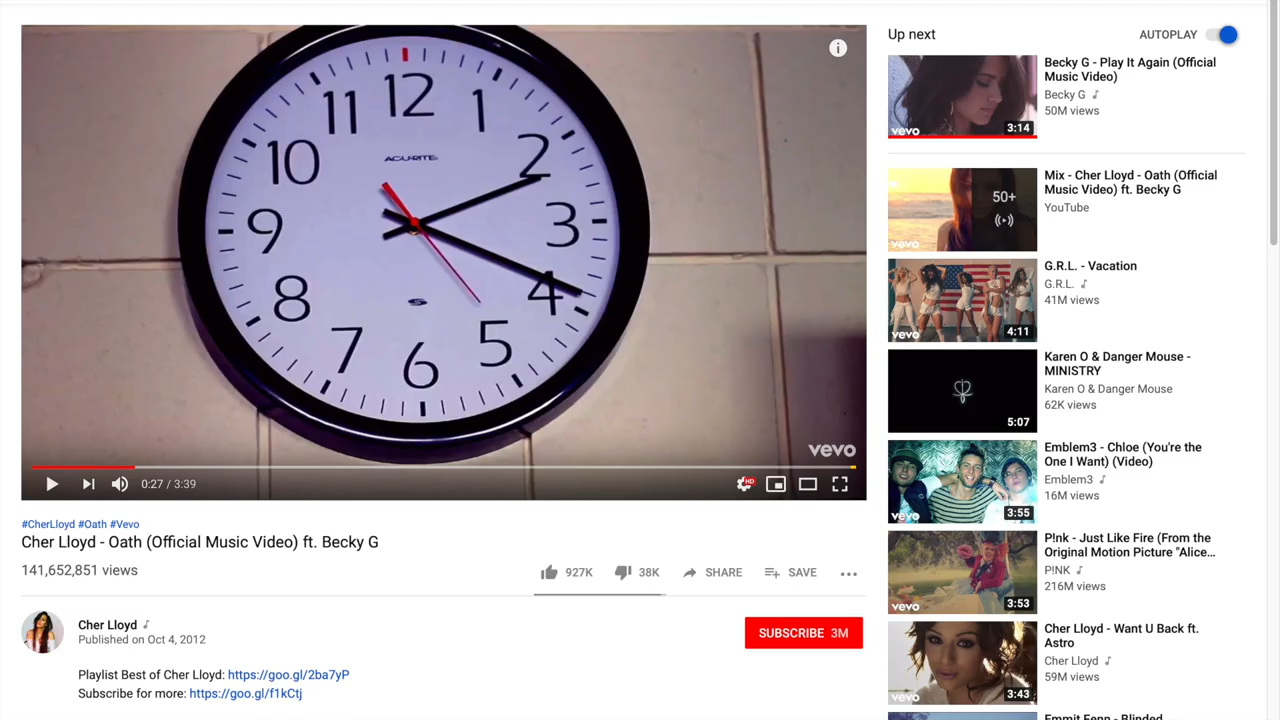 12
11
1
10
ACURITE
2
9
3
8
4
7
5
6
vevo
HD
0:27 / 3:39
#CherLloyd #Oath #Vevo
Cher Lloyd - Oath (Official Music Video) ft. Becky G
141,652,851 views
927K
38K
SHARE
SAVE
Cher Lloyd
Published on Oct 4, 2012
SUBSCRIBE 3M
Playlist Best of Cher Lloyd: https://goo.gl/2ba7yP
Subscribe for more: https://goo.gl/f1kCtj
Up next
AUTOPLAY
vevo
3:14
Becky G - Play It Again (Official
Music Video)
Becky G
50M views
50+
vevo
Mix - Cher Lloyd - Oath (Official
Music Video) ft. Becky G
YouTube
vevo
4:11
G.R.L. - Vacation
G.R.L.
41M views
5:07
Karen O & Danger Mouse -
MINISTRY
Karen O & Danger Mouse
62K views
vevo
3:55
Emblem3 - Chloe (You're the
One I Want) (Video)
Emblem3
16M views
vevo
3:53
P!nk - Just Like Fire (From the
Original Motion Picture "Alice...
P!NK
216M views
vevo
3:43
Cher Lloyd - Want U Back ft.
Astro
Cher Lloyd
59M views
Emmit Fenn - Blinded